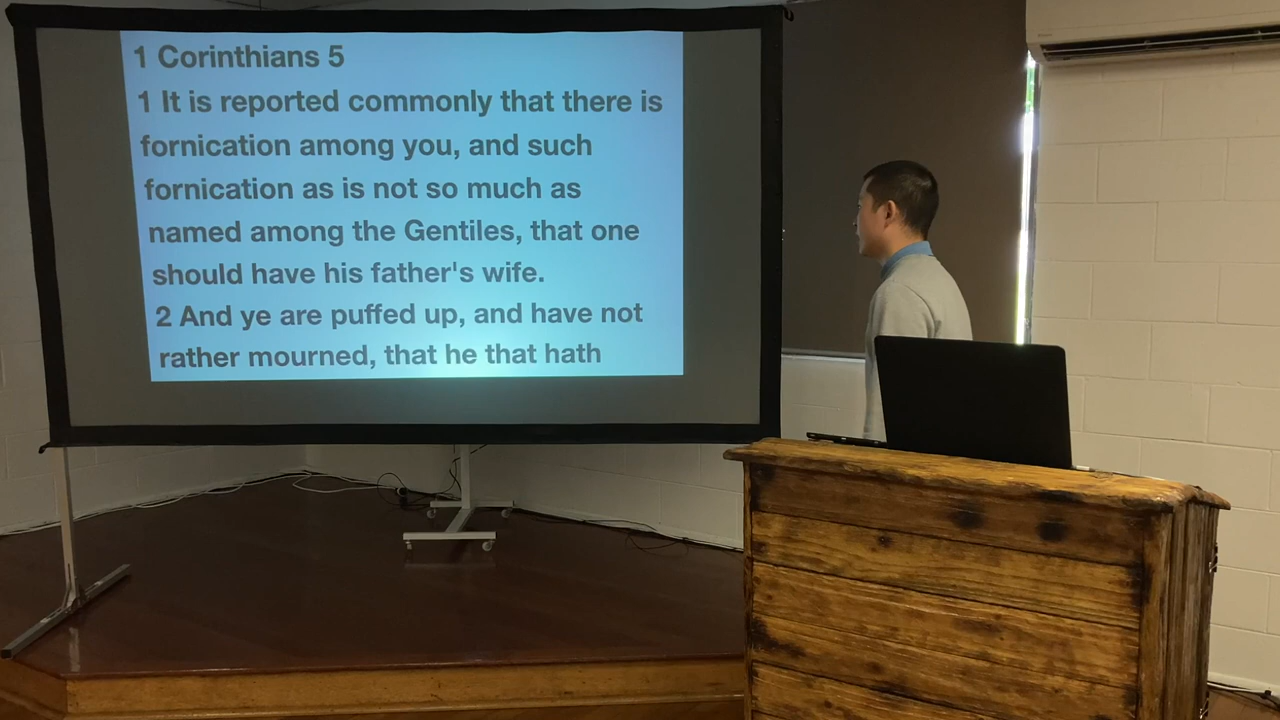 1 Corinthians 5
1 It is reported commonly that there is
fornication among you, and such
fornication as is not so much as
named among the Gentiles, that one
should have his father's wife.
2 And ye are puffed up, and have not
rather mourned, that he that hath